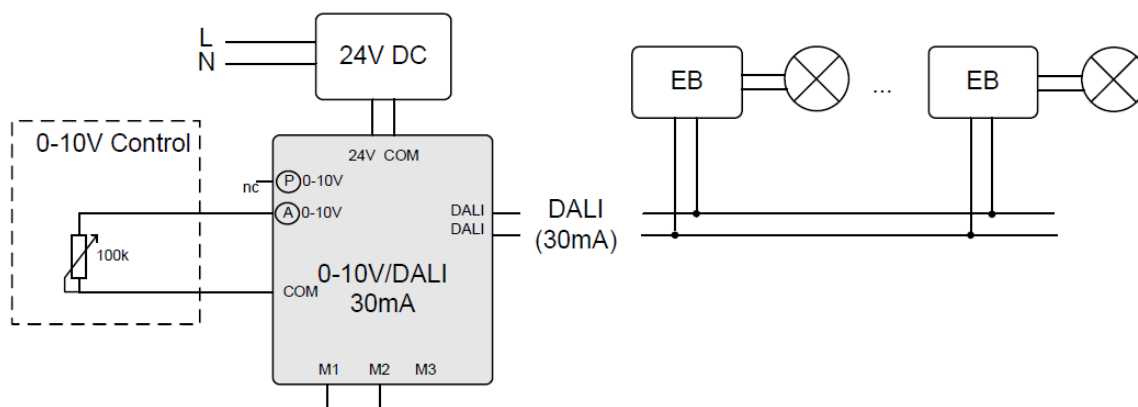 L
N
24V DC
EB
...
EB
0-10V Control
24V COM
nc
P 0-10V
A 0-10V
DALI
DALI
DALI
(30mA)
100k
0-10V/DALI
30mA
COM
M1 M2 M3